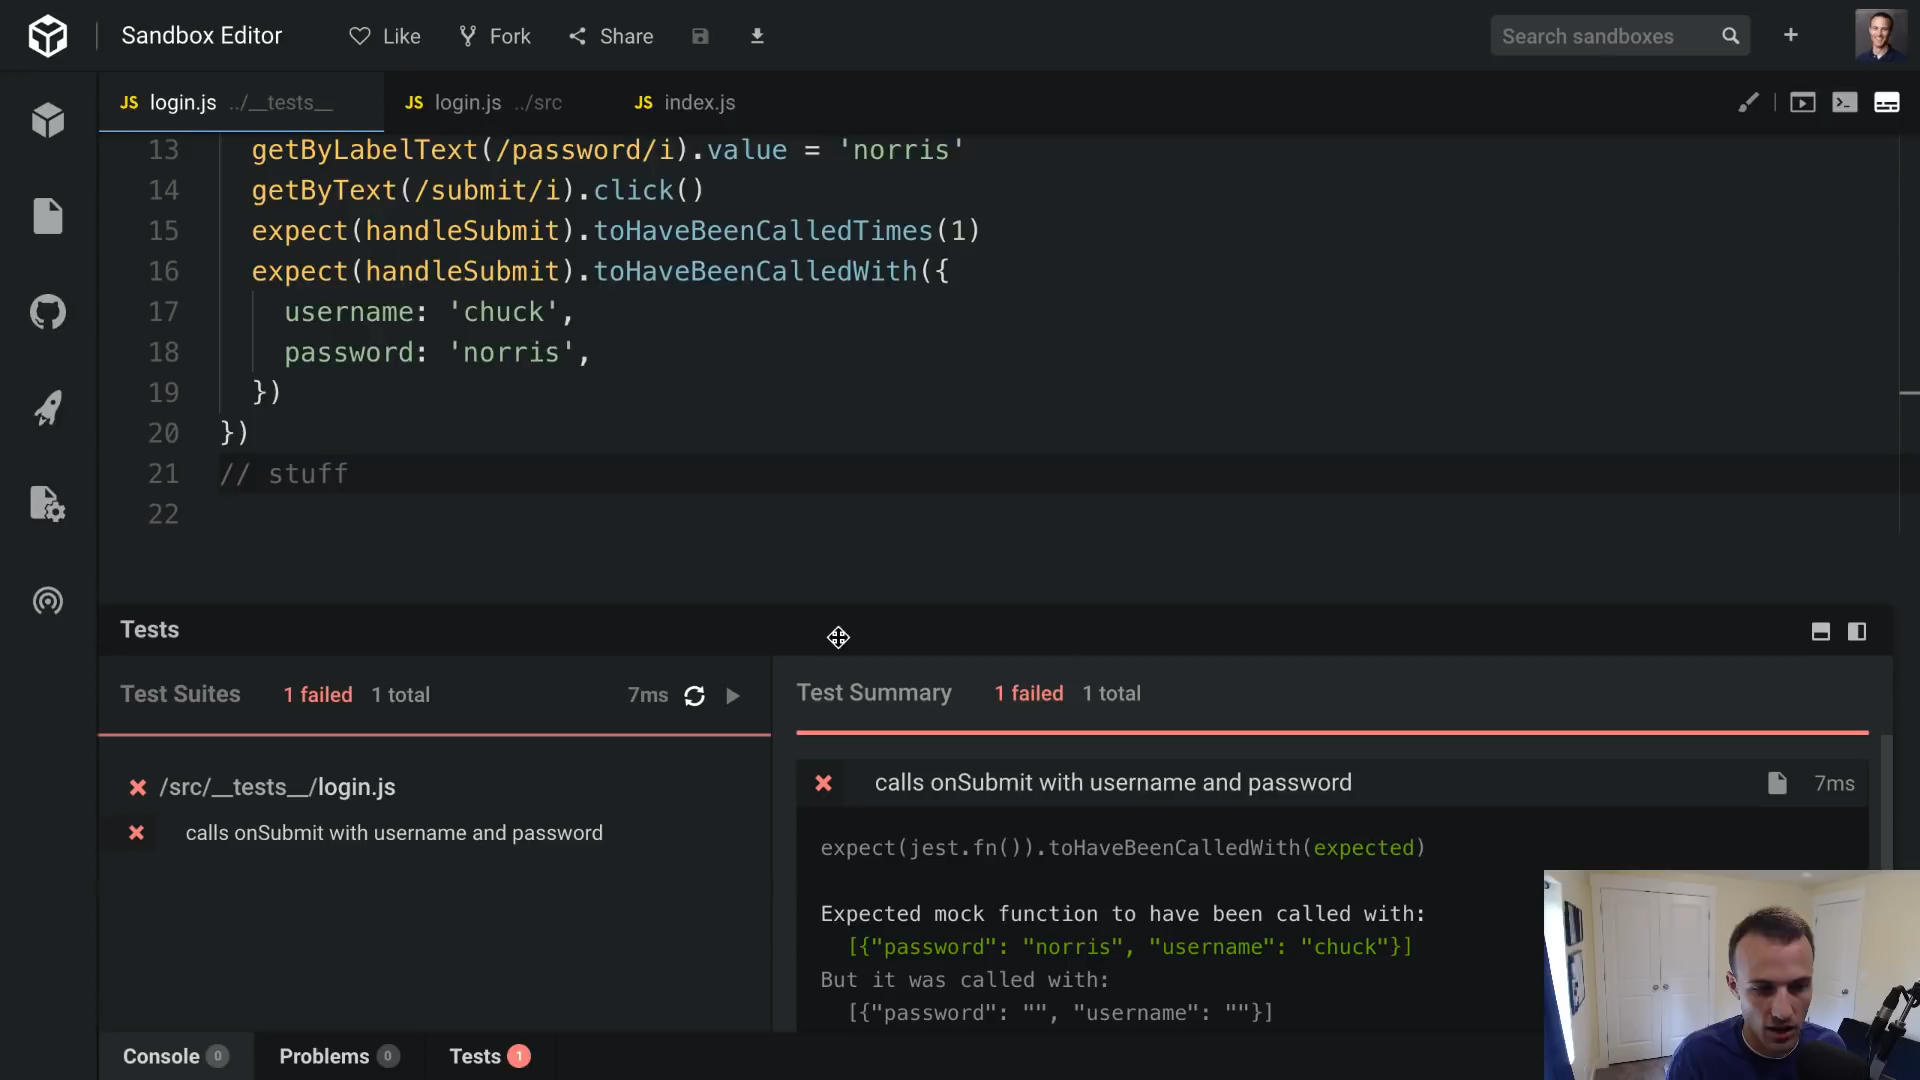 Sandbox Editor
Like
Fork
Share
Search sandboxes
JS login.js ../__tests__
JS login.js ../src
JS index.js
13 getByLabelText(/password/i).value = 'norris'
14 getByText(/submit/i).click()
15 expect(handleSubmit).toHaveBeenCalledTimes(1)
16 expect(handleSubmit).toHaveBeenCalledWith({
17 username: 'chuck',
18 password: 'norris',
19 })
20 })
21 // stuff
22
Tests
Test Suites 1 failed 1 total 7ms
/src/__tests__/login.js
calls onSubmit with username and password
Test Summary 1 failed 1 total
calls onSubmit with username and password 7ms
expect(jest.fn()).toHaveBeenCalledWith(expected)
Expected mock function to have been called with:
[{"password": "norris", "username": "chuck"}]
But it was called with:
[{"password": "", "username": ""}]
Console 0
Problems 0
Tests 1